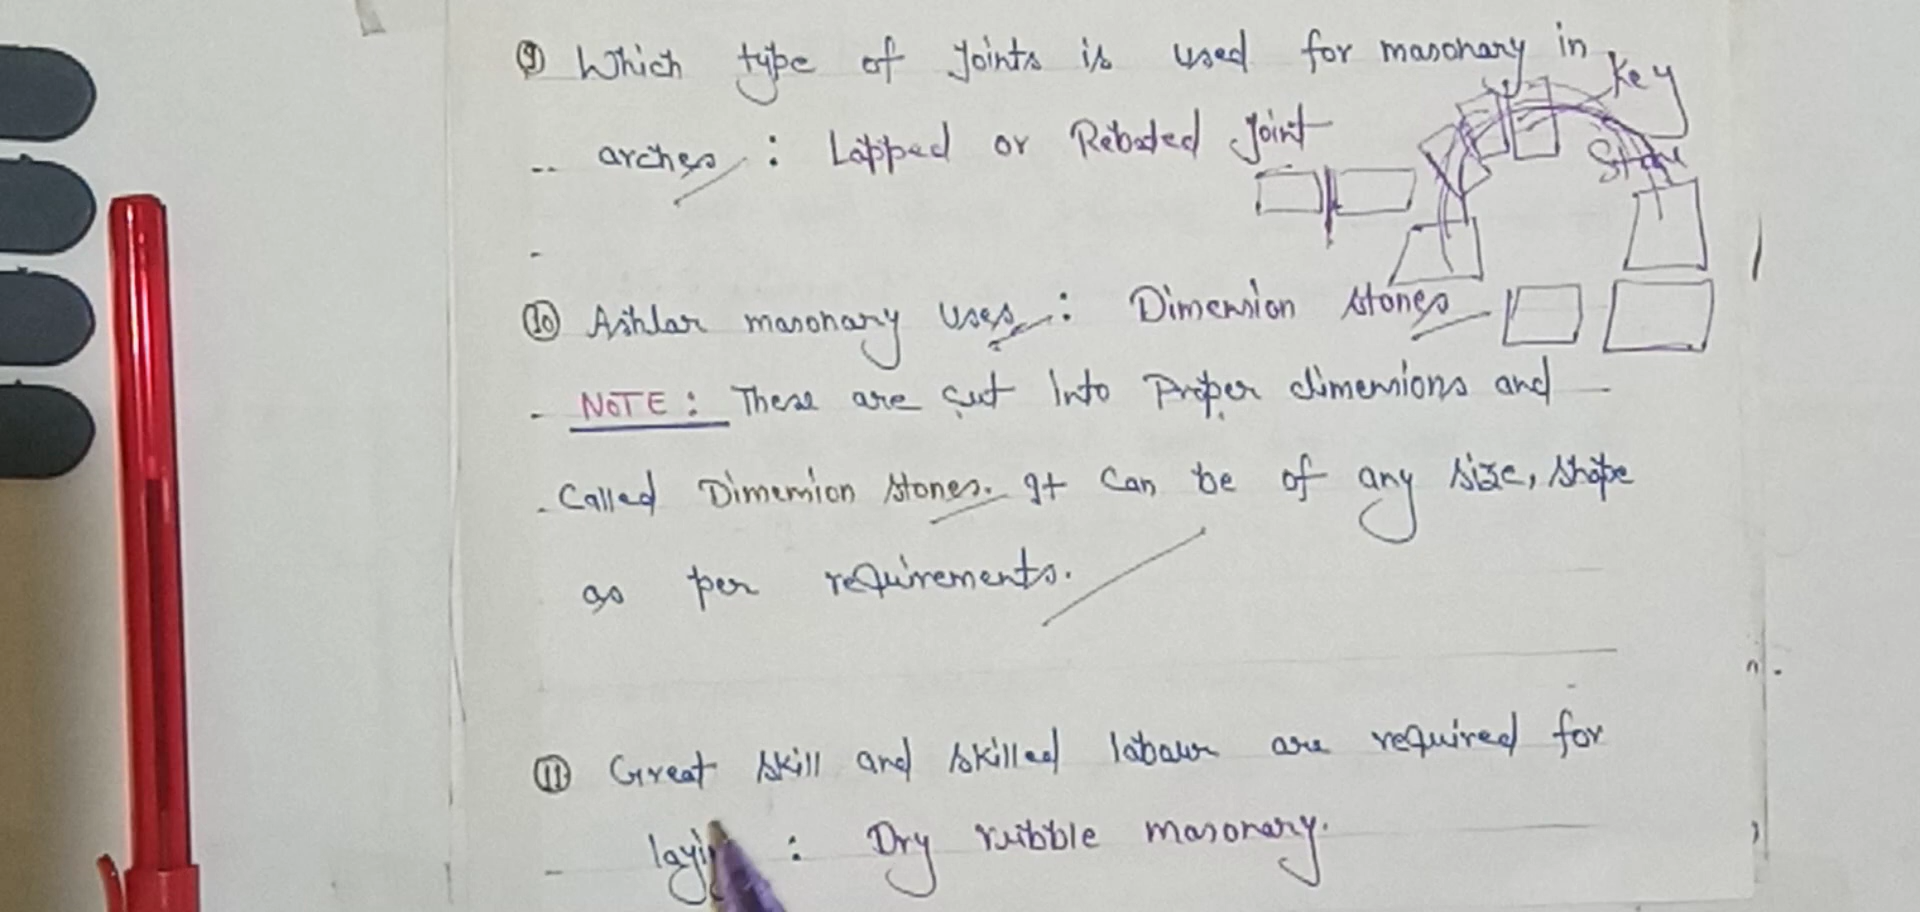 ⑨ Which type of Joints is used for masonary in
arches : Lapped or Rebated Joint
Key
Stone
⑩ Ashlar masonary uses : Dimension stones
NOTE : These are cut Into Proper dimensions and
Called Dimension stones. It Can be of any size, shape
as per requirements.
⑪ Great skill and skilled labour are required for
: Dry rubble masonary.